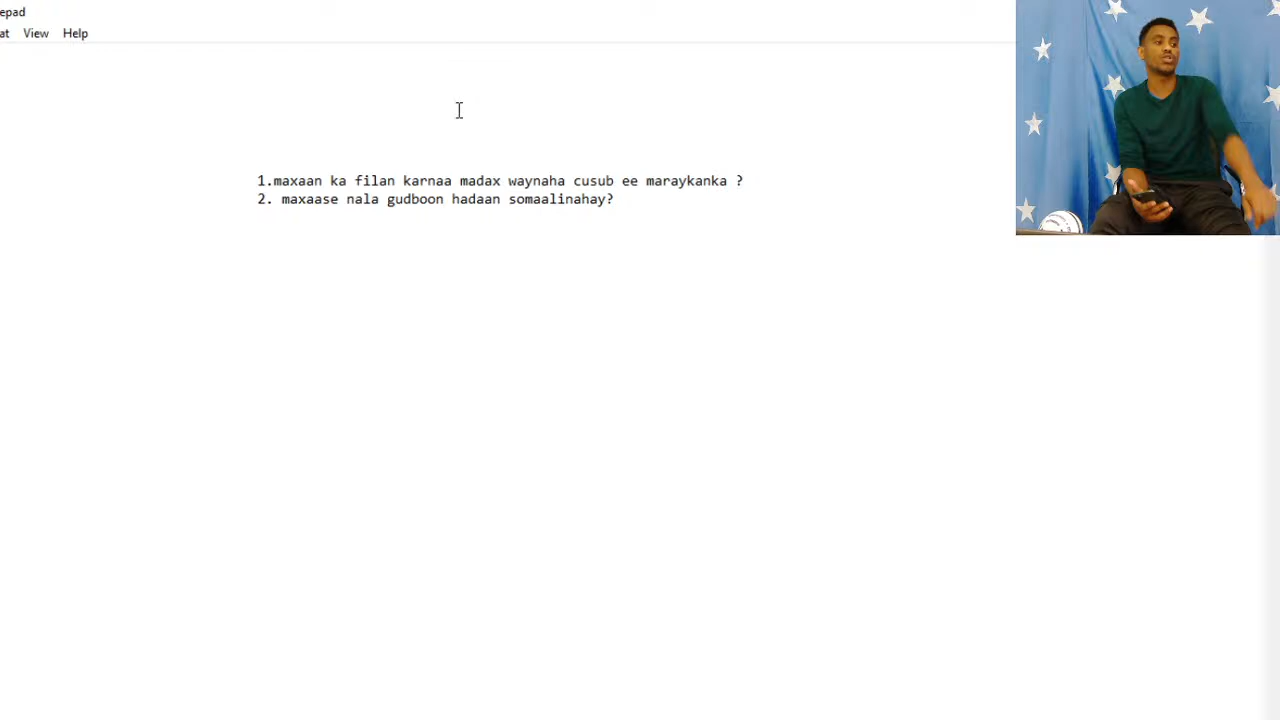 epad
at View Help
1.maxaan ka filan karnaa madax waynaha cusub ee maraykanka ?
2. maxaase nala gudboon hadaan somaalinahay?